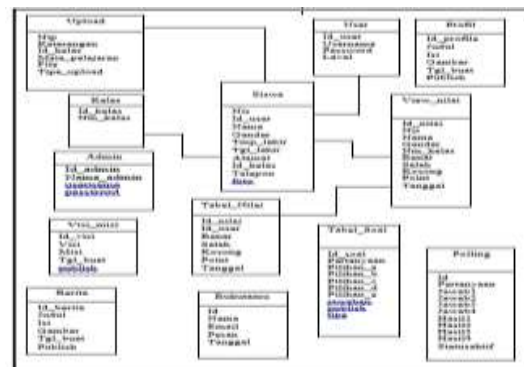 Upload
Nip
Keterangan
Id_kelas
Mata_pelajaran
File
Tipe_upload
User
Id_user
Username
Password
Level
Profil
Id_profile
Judul
Isi
Gambar
Tgl_buat
Publish
Kelas
Id_kelas
Nm_kelas
Siswa
Nis
Id_user
Nama
Gender
Tmp_lahir
Tgl_lahir
Alamat
Id_kelas
Telepon
View_nilai
Id_nilai
Nis
Nama
Gender
Nm_kelas
Benar
Salah
Kosong
Point
Tanggal
Admin
Id_admin
Nama_admin
username
password
Visi_misi
Id_visi
Visi
Misi
Tgl_buat
publish
Tabel_Nilai
Id_nilai
Id_user
Benar
Salah
Kosong
Point
Tanggal
Tabel_Soal
Id_soal
Pertanyaan
Pilihan_a
Pilihan_b
Pilihan_c
Pilihan_d
Pilihan_e
jawaban
publish
tipe
Polling
Id
Pertanyaan
Jawab1
Jawab2
Jawab3
Jawab4
Hasil1
Hasil2
Hasil3
Hasil4
Statusaktif
Berita
Id_berita
Judul
Isi
Gambar
Tgl_buat
Publish
Bukutamu
Id
Nama
Email
Pesan
Tanggal